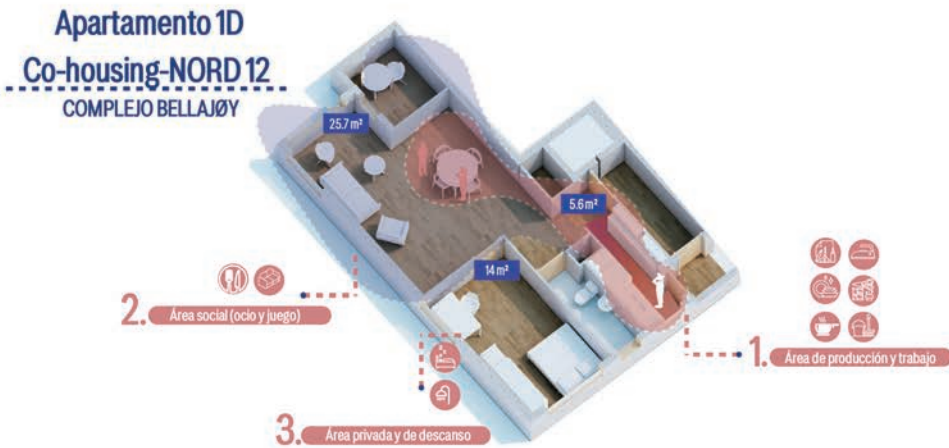 Apartamento 1D
Co-housing-NORD 12
COMPLEJO BELLAJØY
25.7 m²
5.6 m²
14 m²
2. Área social (ocio y juego)
1. Área de producción y trabajo
3. Área privada y de descanso